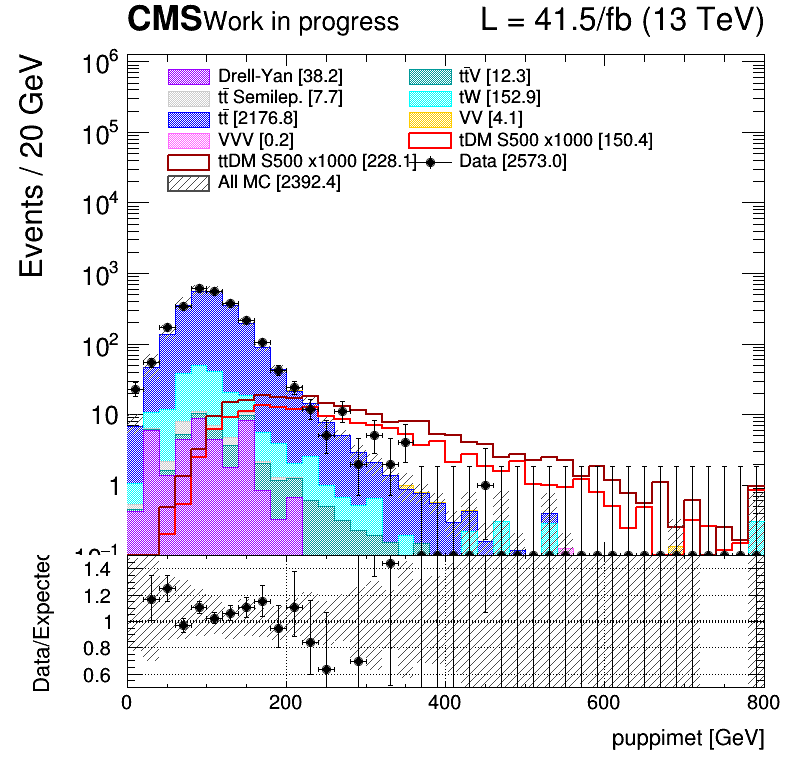 CMS Work in progress L = 41.5/fb (13 TeV)
Events / 20 GeV
10⁶
10⁵
10⁴
10³
10²
10
1
10⁻¹
Drell-Yan [38.2]
tt̄V [12.3]
tt̄ Semilep. [7.7]
tW [152.9]
tt̄ [2176.8]
VV [4.1]
VVV [0.2]
tDM S500 x1000 [150.4]
ttDM S500 x1000 [228.1]
Data [2573.0]
All MC [2392.4]
Data/Expected
1.4
1.2
1
0.8
0.6
0 200 400 600 800
puppimet [GeV]